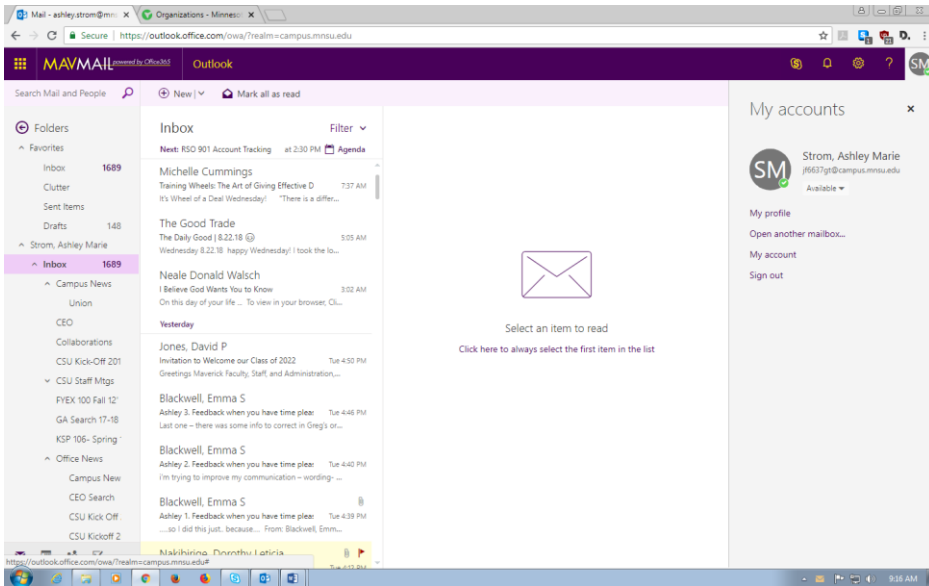 Mail - ashley.strom@mns
Organizations - Minneso
Secure | https://outlook.office.com/owa/?realm=campus.mnsu.edu
MAVMAIL powered by Office365
Outlook
SM
Search Mail and People
New
Mark all as read
Folders
Favorites
Inbox 1689
Clutter
Sent Items
Drafts 148
Strom, Ashley Marie
Inbox 1689
Campus News
Union
CEO
Collaborations
CSU Kick-Off 201
CSU Staff Mtgs
FYEX 100 Fall 12'
GA Search 17-18
KSP 106- Spring
Office News
Campus New
CEO Search
CSU Kick Off
CSU Kickoff 2
https://outlook.office.com/owa/?realm=campus.mnsu.edu#
Inbox Filter
Next: RSO 901 Account Tracking at 2:30 PM Agenda
Michelle Cummings
Training Wheels: The Art of Giving Effective D 7:37 AM
It's Wheel of a Deal Wednesday! "There is a differ...
The Good Trade
The Daily Good | 8.22.18 5:05 AM
Wednesday 8.22.18 happy Wednesday! I took the lo...
Neale Donald Walsch
I Believe God Wants You to Know 3:02 AM
On this day of your life ... To view in your browser, Cli...
Yesterday
Jones, David P
Invitation to Welcome our Class of 2022 Tue 4:50 PM
Greetings Maverick Faculty, Staff, and Administration,...
Blackwell, Emma S
Ashley 3. Feedback when you have time pleas Tue 4:46 PM
Last one – there was some info to correct in Greg's or...
Blackwell, Emma S
Ashley 2. Feedback when you have time pleas Tue 4:40 PM
i'm trying to improve my communication – wording- ...
Blackwell, Emma S
Ashley 1. Feedback when you have time pleas Tue 4:39 PM
.....so I did this just.. because.... From: Blackwell, Emm...
Nakibirige, Dorothy Leticia
Select an item to read
Click here to always select the first item in the list
My accounts
SM
Strom, Ashley Marie
jf6637gt@campus.mnsu.edu
Available
My profile
Open another mailbox...
My account
Sign out
9:16 AM